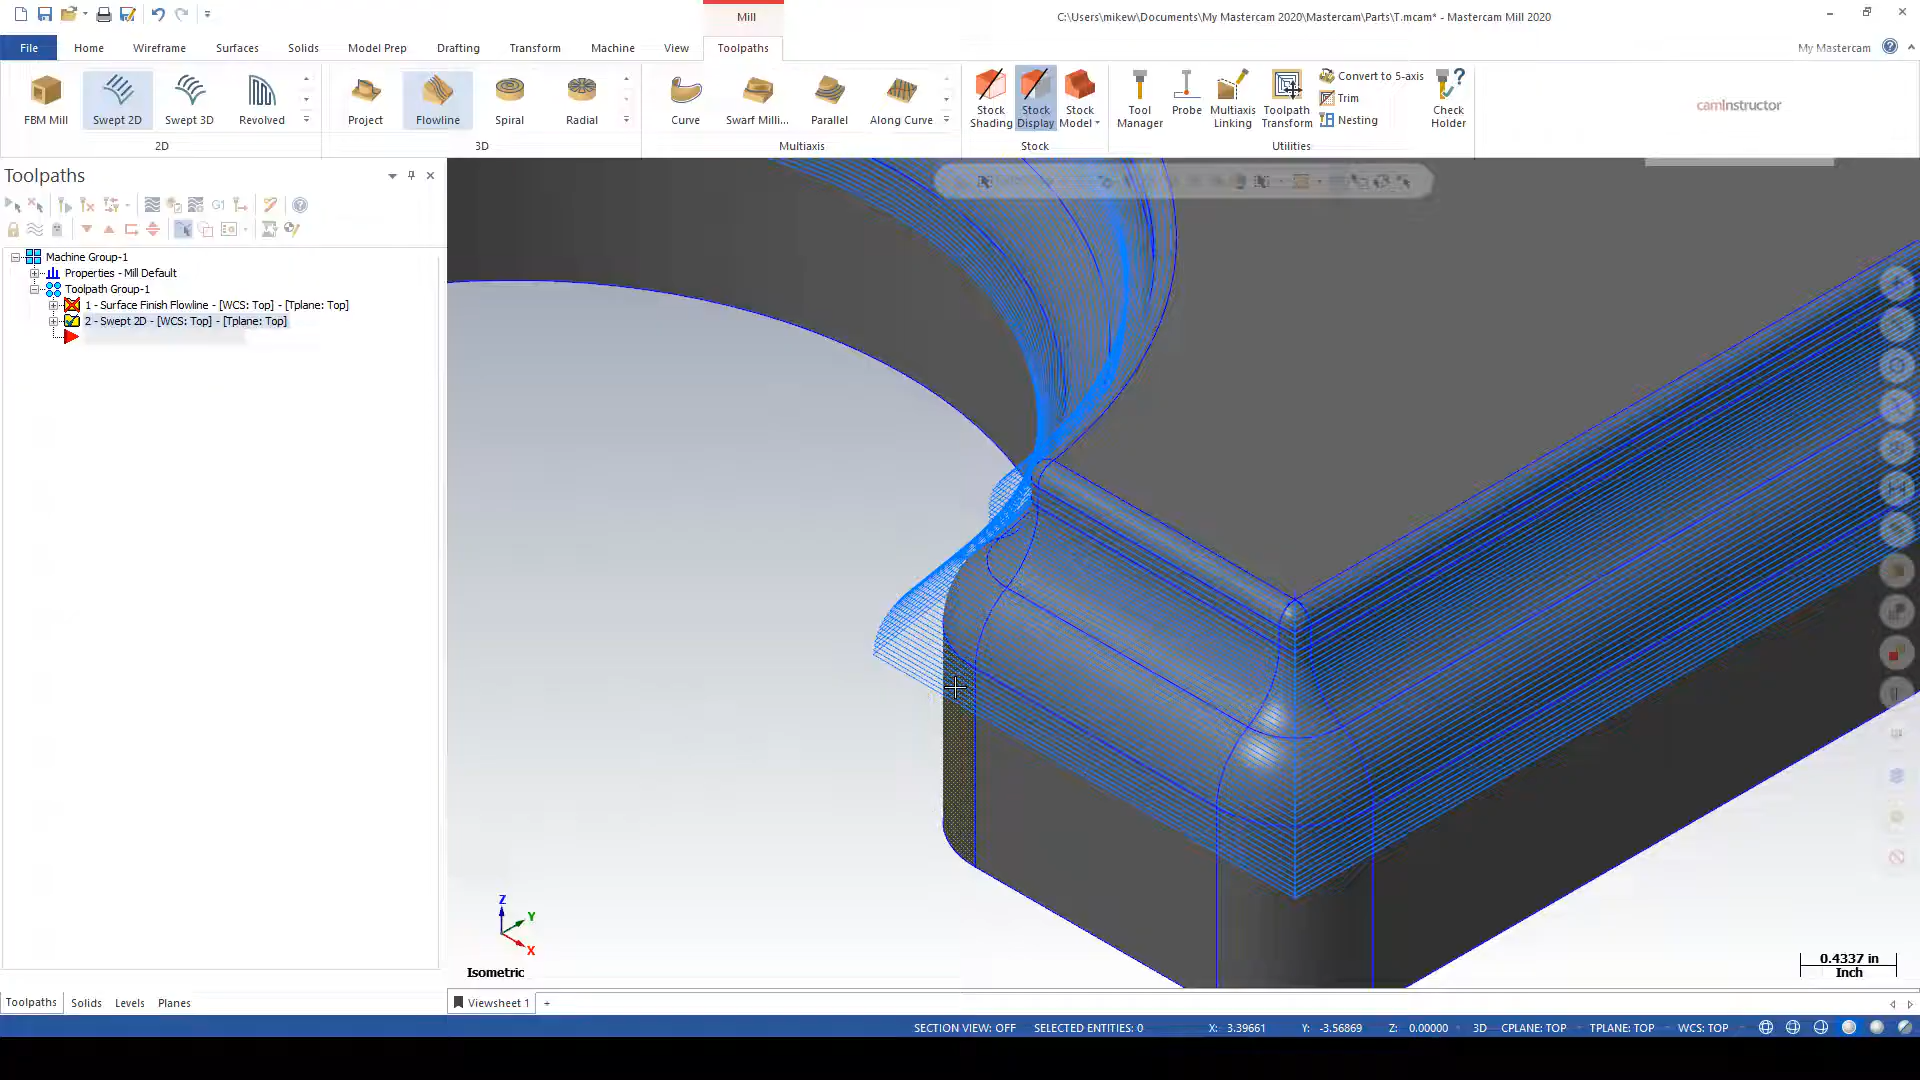 Mill
C:\Users\mikew\Documents\My Mastercam 2020\Mastercam\Parts\T.mcam* - Mastercam Mill 2020
File Home Wireframe Surfaces Solids Model Prep Drafting Transform Machine View Toolpaths My Mastercam
FBM Mill Swept 2D Swept 3D Revolved Project Flowline Spiral Radial Curve Swarf Milli... Parallel Along Curve
Stock Shading Stock Display Stock Model Tool Manager Probe Multiaxis Linking Toolpath Transform Convert to 5-axis Trim Nesting Check Holder
camInstructor
2D 3D Multiaxis Stock Utilities
Toolpaths
G1
Machine Group-1
Properties - Mill Default
Toolpath Group-1
1 - Surface Finish Flowline - [WCS: Top] - [Tplane: Top]
2 - Swept 2D - [WCS: Top] - [Tplane: Top]
Z
Y
X
Isometric
0.4337 in
Inch
Toolpaths Solids Levels Planes Viewsheet 1 +
SECTION VIEW: OFF SELECTED ENTITIES: 0 X: 3.39661 Y: -3.56869 Z: 0.00000 3D CPLANE: TOP TPLANE: TOP WCS: TOP